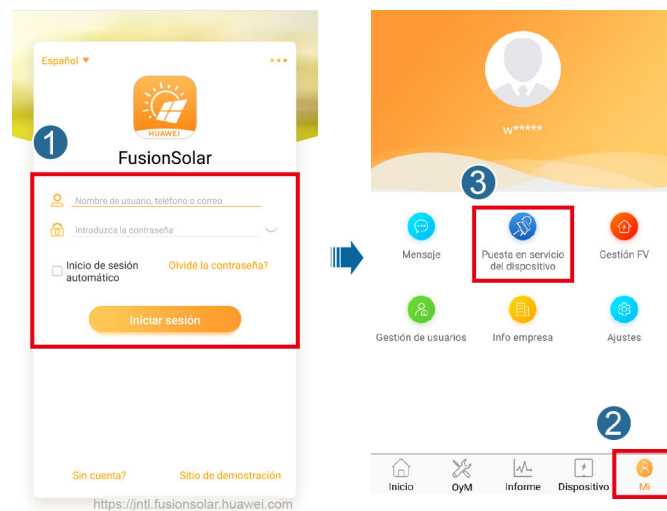 Español
HUAWEI
1
FusionSolar
Nombre de usuario, teléfono o correo
Introduzca la contraseña
Inicio de sesión
automático
Olvidé la contraseña?
Iniciar sesión
Sin cuenta?
Sitio de demostración
https://intl.fusionsolar.huawei.com
w*****
3
Mensaje
Puesta en servicio
del dispositivo
Gestión FV
Gestión de usuarios
Info empresa
Ajustes
2
Inicio
OyM
Informe
Dispositivo
Mi